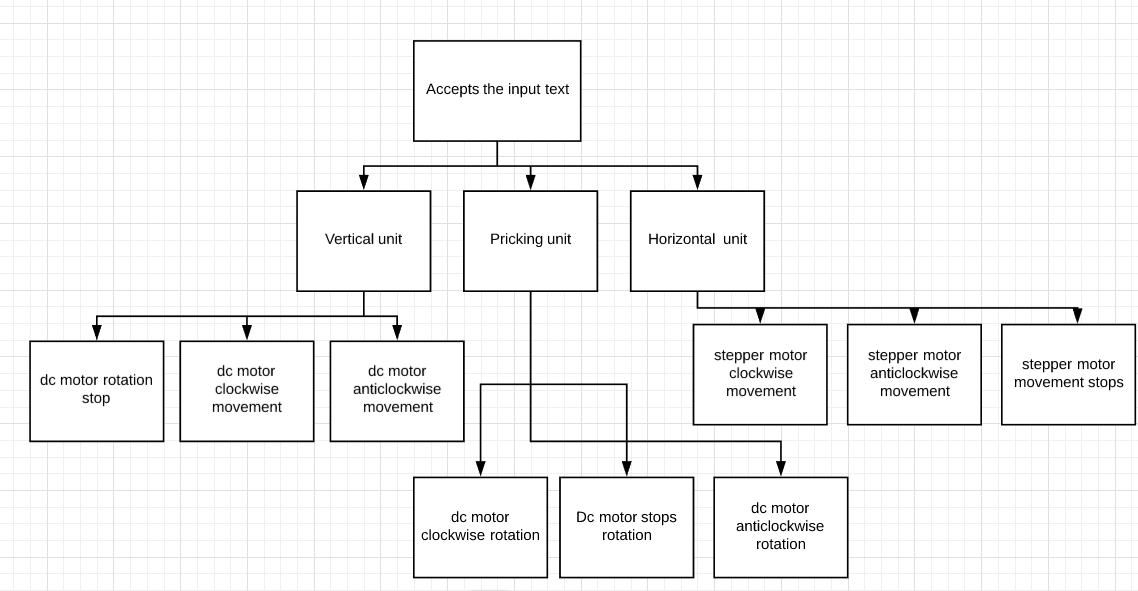 Accepts the input text
Vertical unit
Pricking unit
Horizontal  unit
dc motor rotation
stop
dc motor
clockwise
movement
dc motor
anticlockwise
movement
stepper motor
clockwise
movement
stepper motor
anticlockwise
movement
stepper motor
movement stops
dc motor
clockwise rotation
Dc motor stops
rotation
dc motor
anticlockwise
rotation